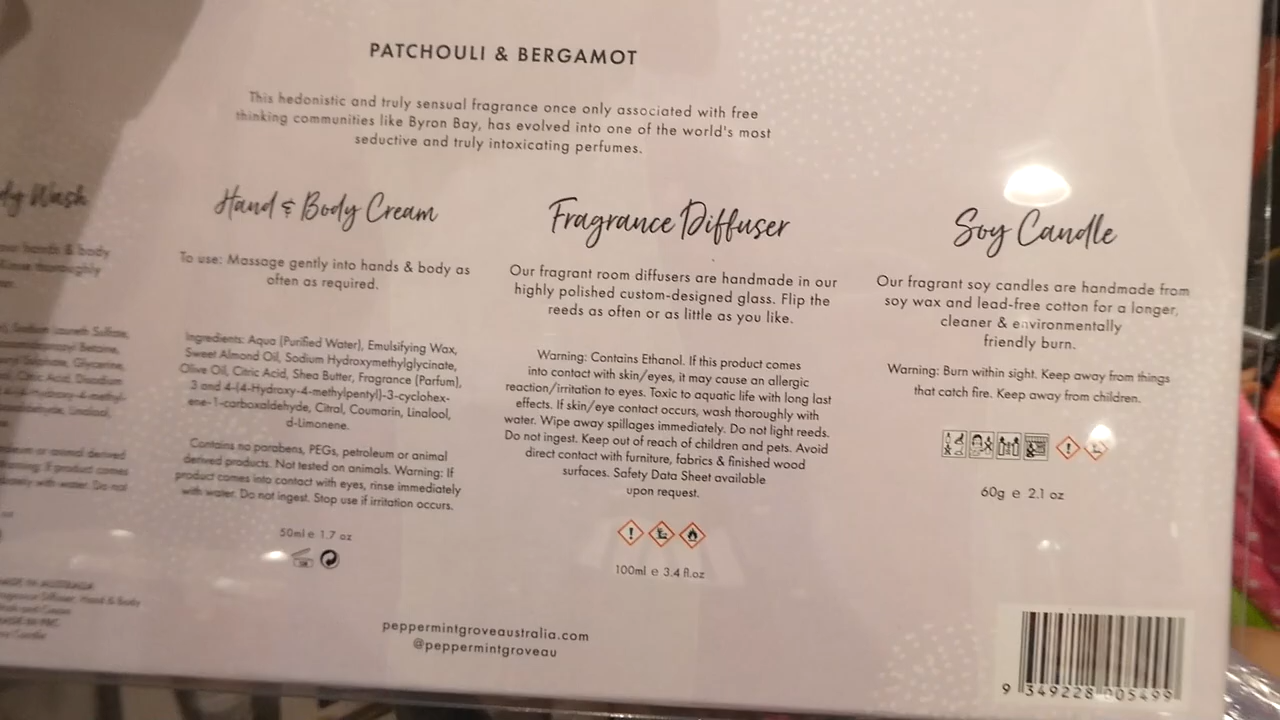 PATCHOULI & BERGAMOT
This hedonistic and truly sensual fragrance once only associated with free
thinking communities like Byron Bay, has evolved into one of the world's most
seductive and truly intoxicating perfumes.
Wash
hands & body
thoroughly
Hand & Body Cream
To use: Massage gently into hands & body as
often as required.
Ingredients: Aqua (Purified Water), Emulsifying Wax,
Sweet Almond Oil, Sodium Hydroxymethylglycinate,
Olive Oil, Citric Acid, Shea Butter, Fragrance (Parfum),
3 and 4-(4-Hydroxy-4-methylpentyl)-3-cyclohex-
ene-1-carboxaldehyde, Citral, Coumarin, Linalool,
d-Limonene.
Contains no parabens, PEGs, petroleum or animal
derived products. Not tested on animals. Warning: If
product comes into contact with eyes, rinse immediately
with water. Do not ingest. Stop use if irritation occurs.
50ml e 1.7 oz
Fragrance Diffuser
Our fragrant room diffusers are handmade in our
highly polished custom-designed glass. Flip the
reeds as often or as little as you like.
Warning: Contains Ethanol. If this product comes
into contact with skin/eyes, it may cause an allergic
reaction/irritation to eyes. Toxic to aquatic life with long last
effects. If skin/eye contact occurs, wash thoroughly with
water. Wipe away spillages immediately. Do not light reeds.
Do not ingest. Keep out of reach of children and pets. Avoid
direct contact with furniture, fabrics & finished wood
surfaces. Safety Data Sheet available
upon request.
100ml e 3.4 fl.oz
Soy Candle
Our fragrant soy candles are handmade from
soy wax and lead-free cotton for a longer,
cleaner & environmentally
friendly burn.
Warning: Burn within sight. Keep away from things
that catch fire. Keep away from children.
60g e 2.1 oz
peppermintgroveaustralia.com
@peppermintgroveau
9 349228 005499